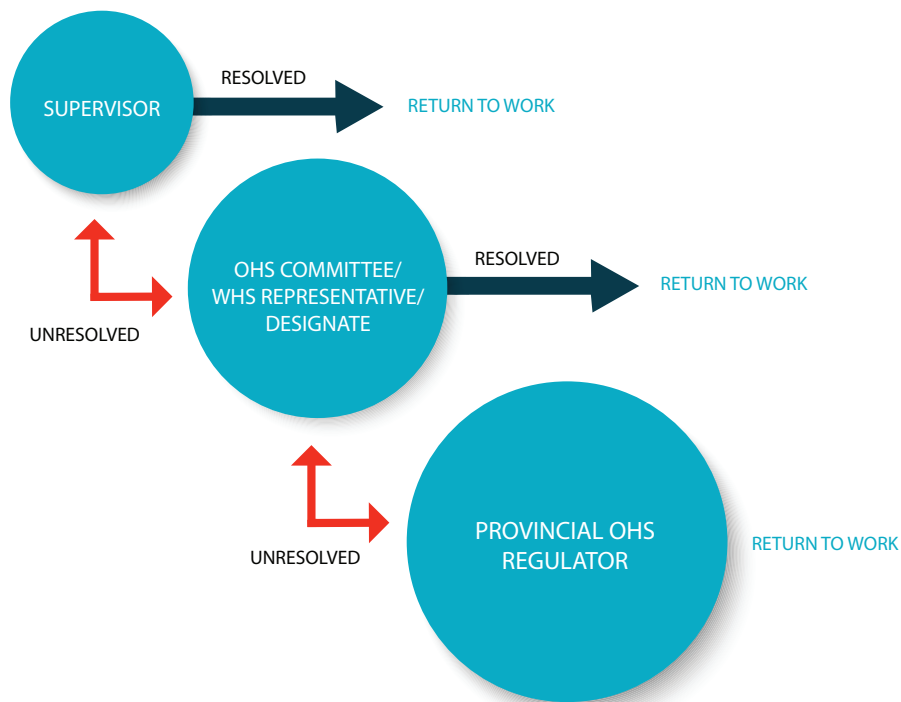 RESOLVED
SUPERVISOR
RETURN TO WORK
UNRESOLVED
OHS COMMITTEE/
WHS REPRESENTATIVE/
DESIGNATE
RESOLVED
RETURN TO WORK
UNRESOLVED
PROVINCIAL OHS
REGULATOR
RETURN TO WORK